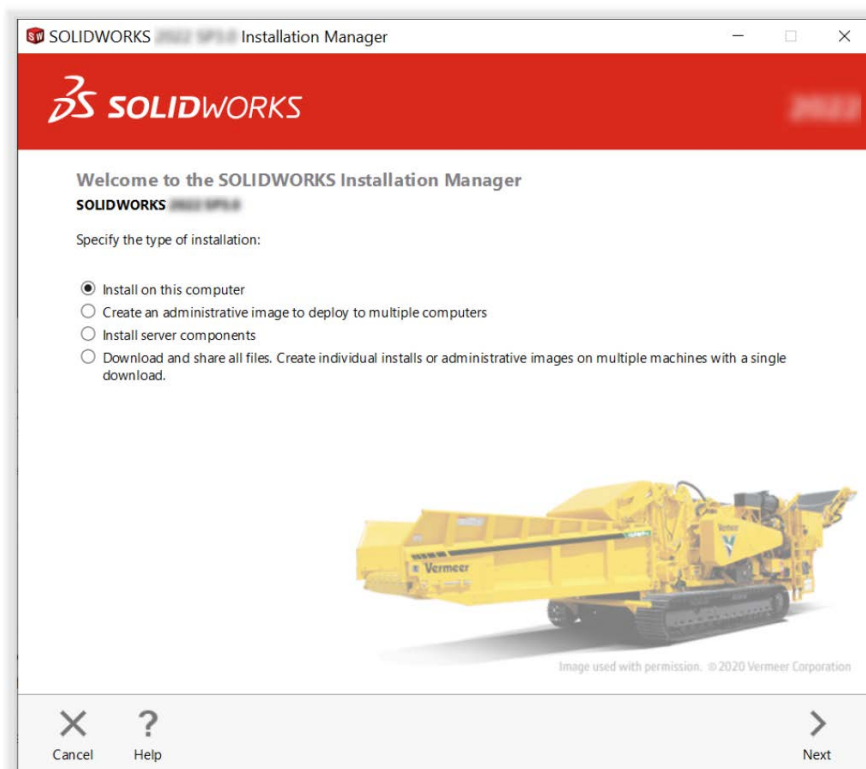 SOLIDWORKS Installation Manager
SOLIDWORKS
Welcome to the SOLIDWORKS Installation Manager
SOLIDWORKS
Specify the type of installation:
Install on this computer
Create an administrative image to deploy to multiple computers
Install server components
Download and share all files. Create individual installs or administrative images on multiple machines with a single
download.
Vermeer
Vermeer
Image used with permission. © 2020 Vermeer Corporation
Cancel
Help
Next